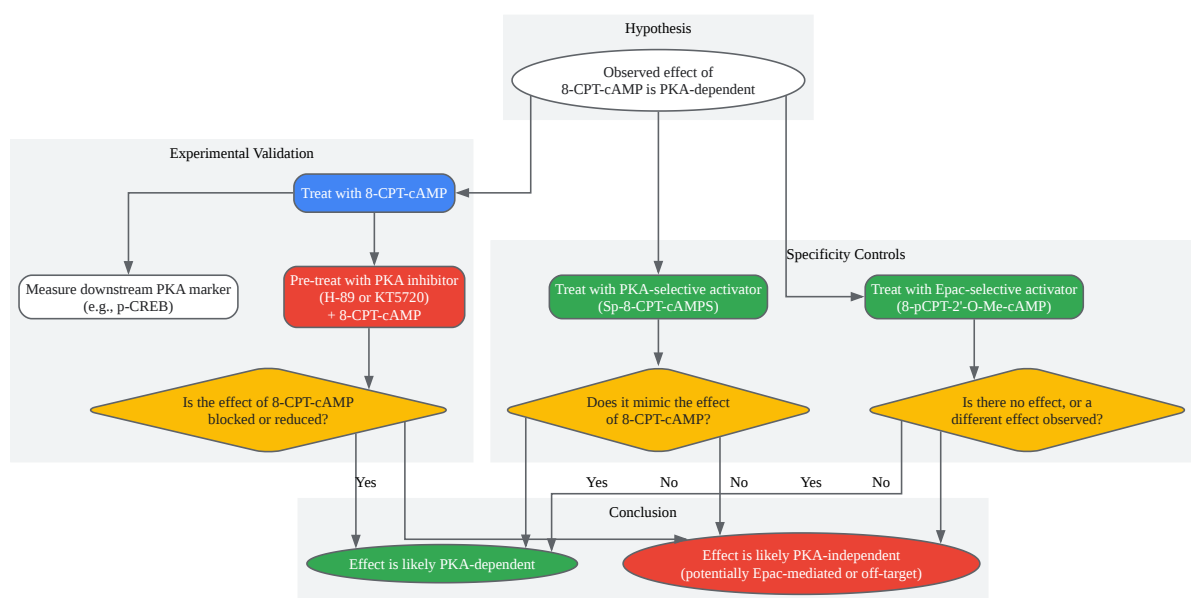 Hypothesis
Observed effect of
8-CPT-cAMP is PKA-dependent
Experimental Validation
Treat with 8-CPT-cAMP
Measure downstream PKA marker
(e.g., p-CREB)
Pre-treat with PKA inhibitor
(H-89 or KT5720)
+ 8-CPT-cAMP
Is the effect of 8-CPT-cAMP
blocked or reduced?
Specificity Controls
Treat with PKA-selective activator
(Sp-8-CPT-cAMPS)
Treat with Epac-selective activator
(8-pCPT-2'-O-Me-cAMP)
Does it mimic the effect
of 8-CPT-cAMP?
Is there no effect, or a
different effect observed?
Yes
Yes
No
No
Yes
No
Conclusion
Effect is likely PKA-dependent
Effect is likely PKA-independent
(potentially Epac-mediated or off-target)